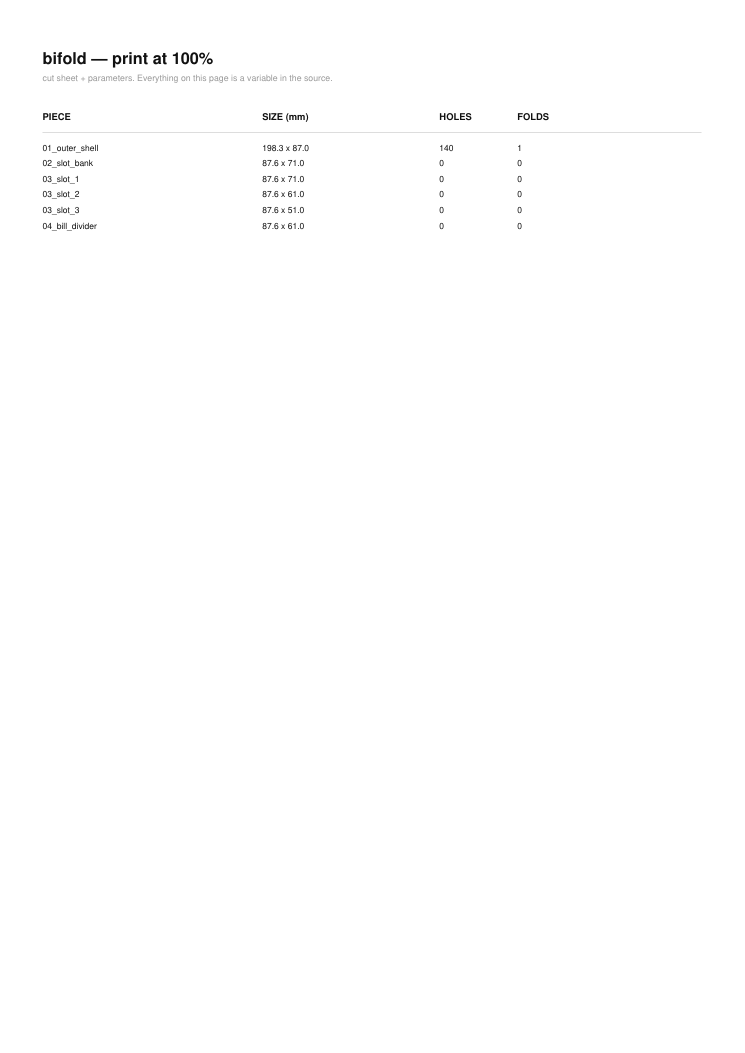 bifold — print at 100%
cut sheet + parameters. Everything on this page is a variable in the source.
PIECE SIZE (mm) HOLES FOLDS
01_outer_shell 198.3 x 87.0 140 1
02_slot_bank 87.6 x 71.0 0 0
03_slot_1 87.6 x 71.0 0 0
03_slot_2 87.6 x 61.0 0 0
03_slot_3 87.6 x 51.0 0 0
04_bill_divider 87.6 x 61.0 0 0